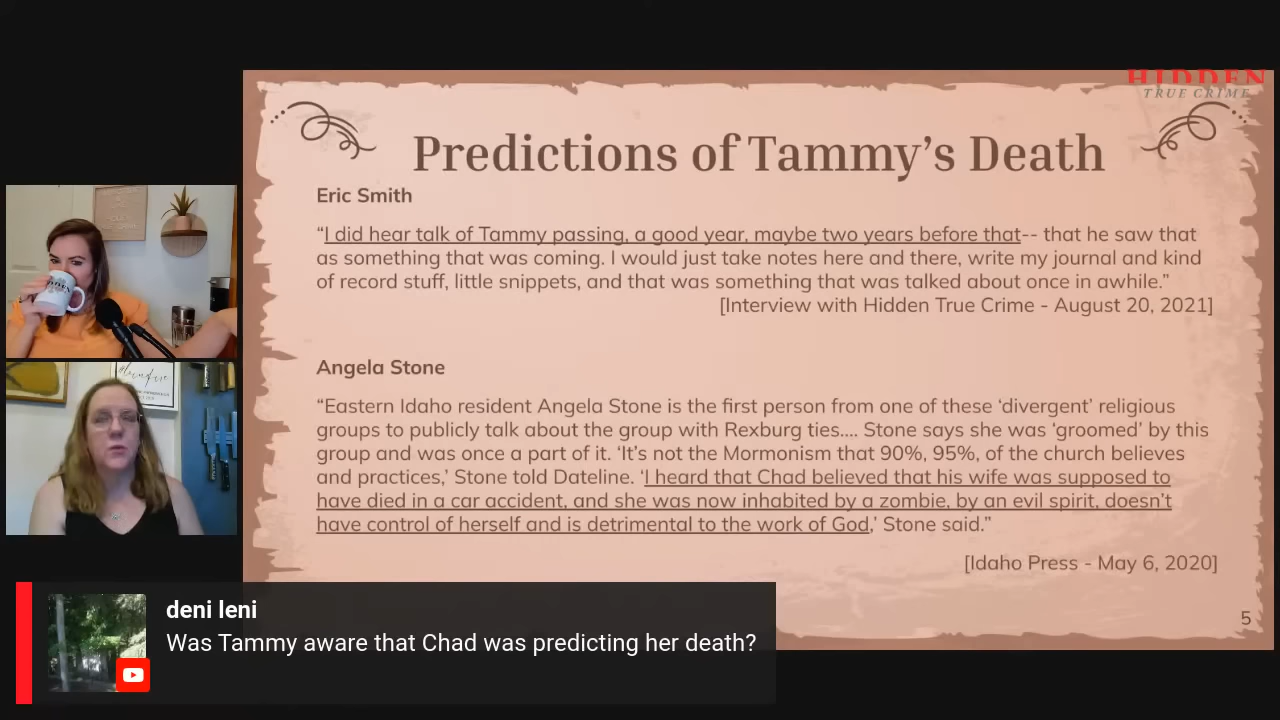 HIDDEN
TRUE CRIME
Predictions of Tammy’s Death
Eric Smith
“I did hear talk of Tammy passing, a good year, maybe two years before that-- that he saw that
as something that was coming. I would just take notes here and there, write my journal and kind
of record stuff, little snippets, and that was something that was talked about once in awhile.”
[Interview with Hidden True Crime - August 20, 2021]
Angela Stone
“Eastern Idaho resident Angela Stone is the first person from one of these ‘divergent’ religious
groups to publicly talk about the group with Rexburg ties.... Stone says she was ‘groomed’ by this
group and was once a part of it. ‘It’s not the Mormonism that 90%, 95%, of the church believes
and practices,’ Stone told Dateline. ‘I heard that Chad believed that his wife was supposed to
have died in a car accident, and she was now inhabited by a zombie, by an evil spirit, doesn’t
have control of herself and is detrimental to the work of God,’ Stone said.”
[Idaho Press - May 6, 2020]
5
deni leni
Was Tammy aware that Chad was predicting her death?